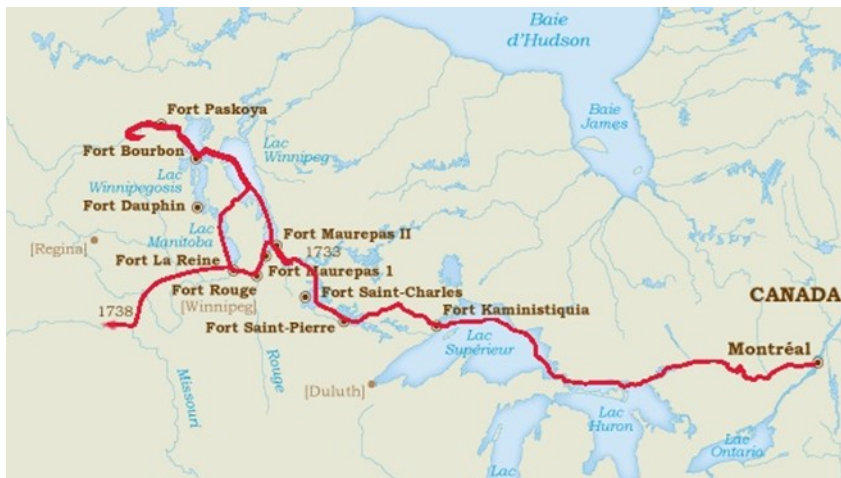 Baie
d'Hudson
Fort Paskoya
Baie
James
Fort Bourbon
Lac
Winnipeg
Lac
Winnipegosis
Fort Dauphin
Lac
Manitoba
Fort Maurepas II
[Regina]
1733
Fort La Reine
Fort Maurepas 1
Fort Rouge
[Winnipeg]
Fort Saint-Charles
CANADA
1738
Fort Saint-Pierre
Fort Kaministiquia
Lac
Supérieur
Montréal
Rouge
Missouri
[Duluth]
Lac
Huron
Lac
Ontario
Lac